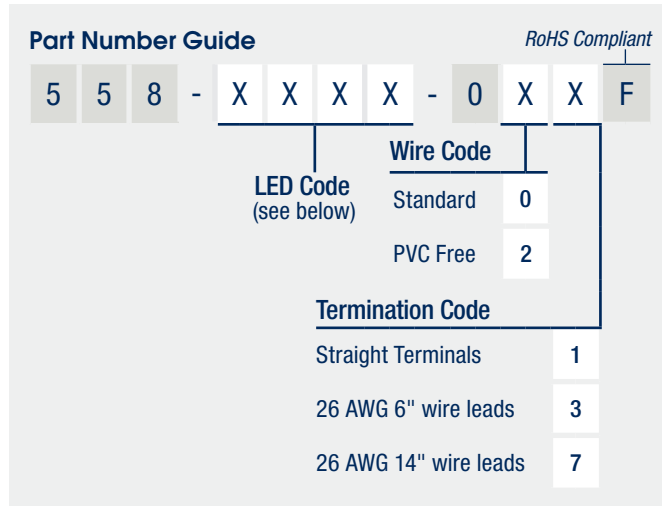 Part Number Guide
RoHS Compliant
5 5 8 - X X X X - 0 X X F
Wire Code
LED Code
(see below)
Standard 0
PVC Free 2
Termination Code
Straight Terminals 1
26 AWG 6" wire leads 3
26 AWG 14" wire leads 7